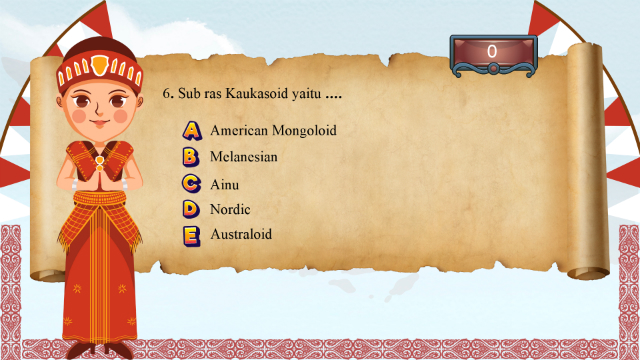 0
6. Sub ras Kaukasoid yaitu ....
A American Mongoloid
B Melanesian
C Ainu
D Nordic
E Australoid